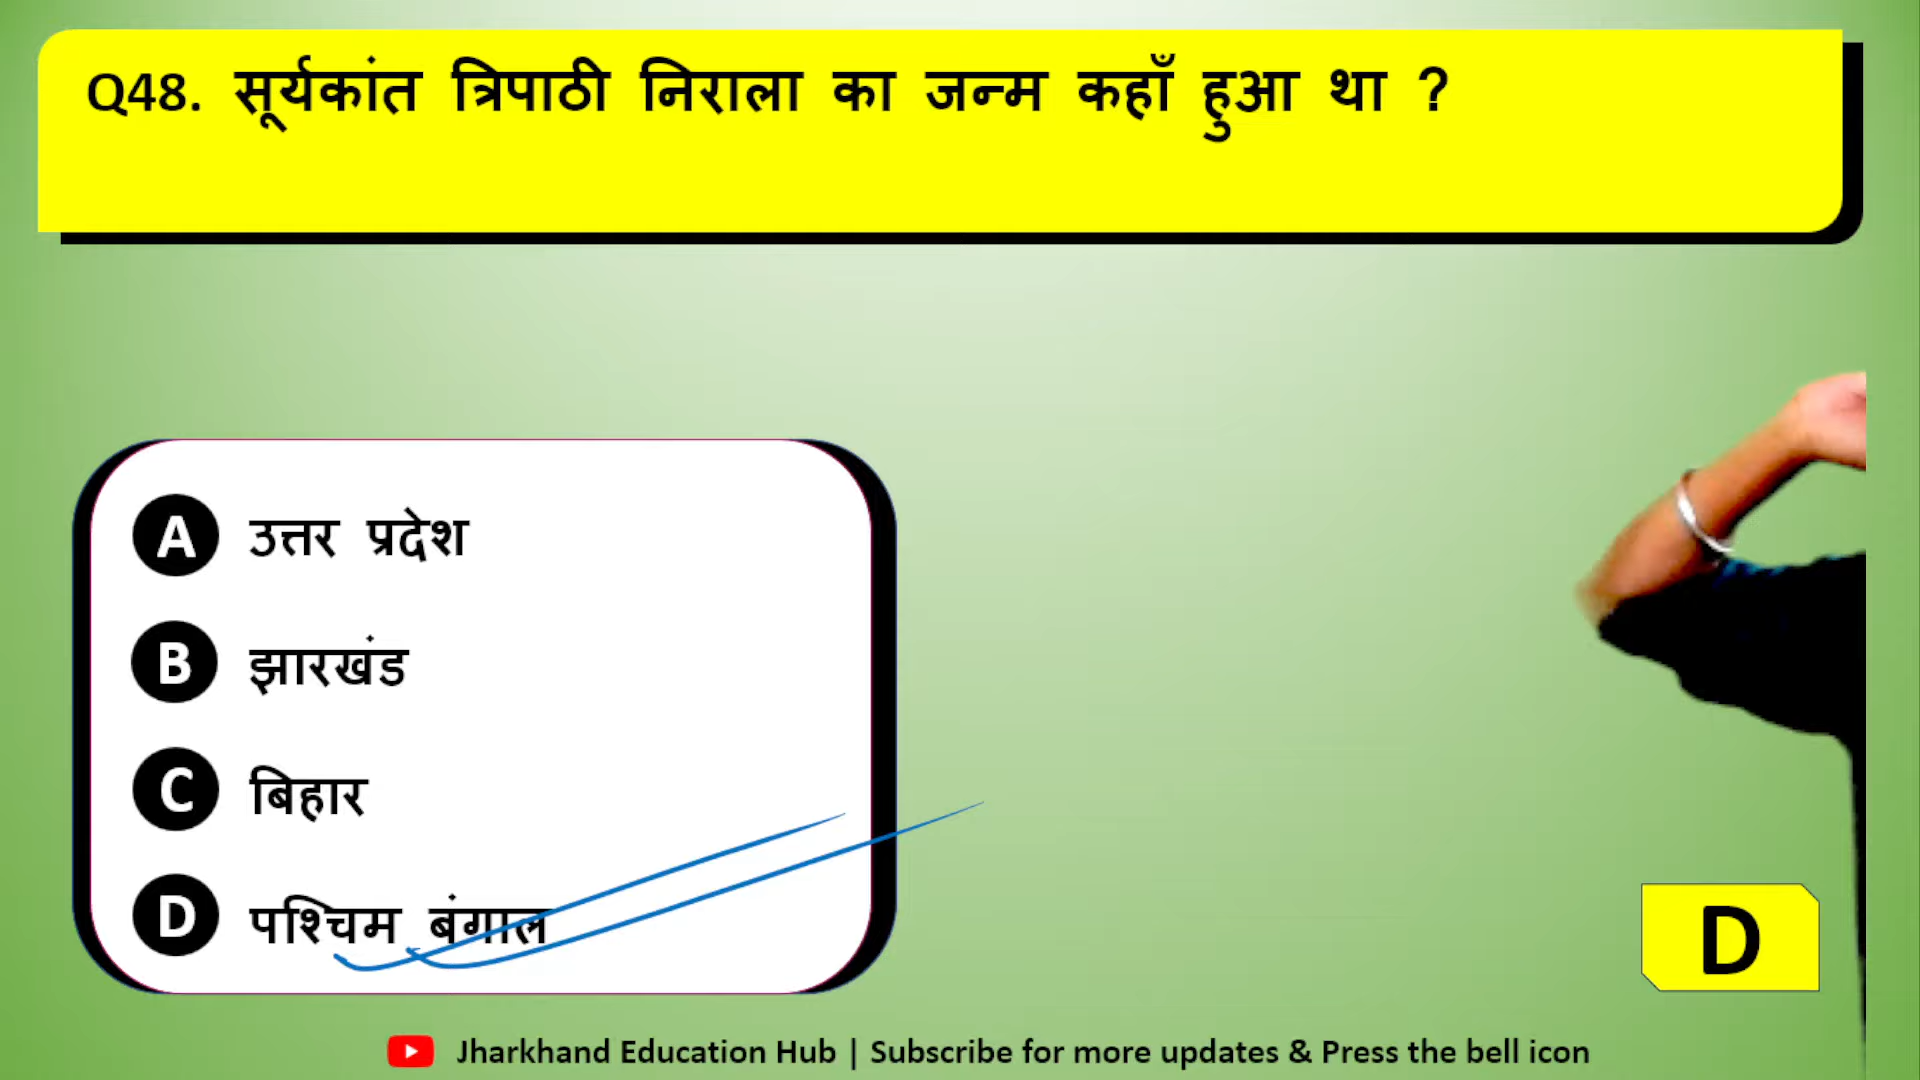 Q48. सूर्यकांत त्रिपाठी निराला का जन्म कहाँ हुआ था ?
A उत्तर प्रदेश
B झारखंड
C बिहार
D पश्चिम बंगाल
D
Jharkhand Education Hub | Subscribe for more updates & Press the bell icon